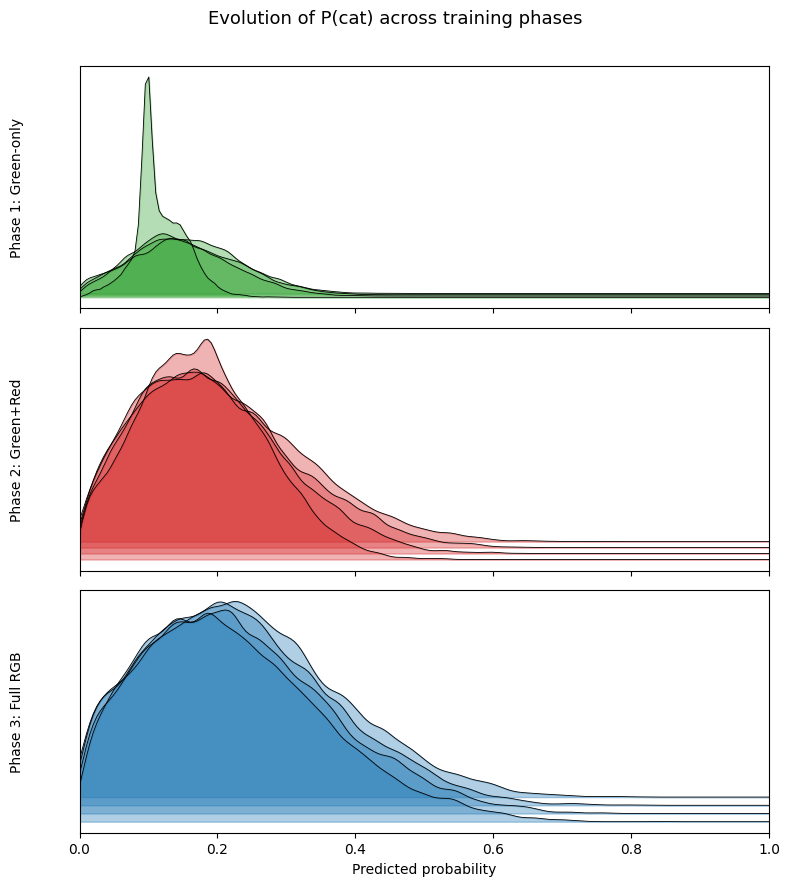 Evolution of P(cat) across training phases
Phase 1: Green-only
Phase 2: Green+Red
Phase 3: Full RGB
0.0 0.2 0.4 0.6 0.8 1.0
Predicted probability